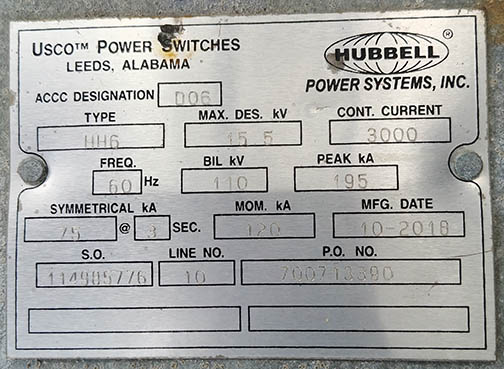 USCO™ POWER SWITCHES
LEEDS, ALABAMA
HUBBELL ®
POWER SYSTEMS, INC.
ACCC DESIGNATION D06
TYPE MAX. DES. kV CONT. CURRENT
HH6 15.5 3000
FREQ. BIL kV PEAK kA
60 Hz 110 195
SYMMETRICAL kA MOM. kA MFG. DATE
75 @ 3 SEC. 120 10-2018
S.O. LINE NO. P.O. NO.
114985776 10 700713390